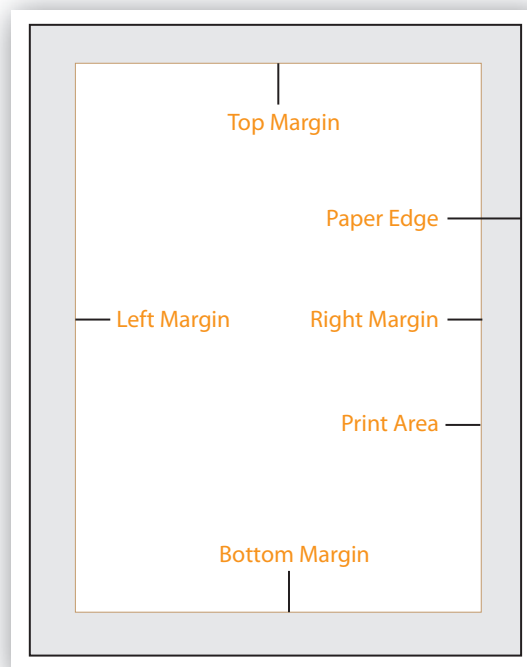 Top Margin
Paper Edge
Left Margin
Right Margin
Print Area
Bottom Margin